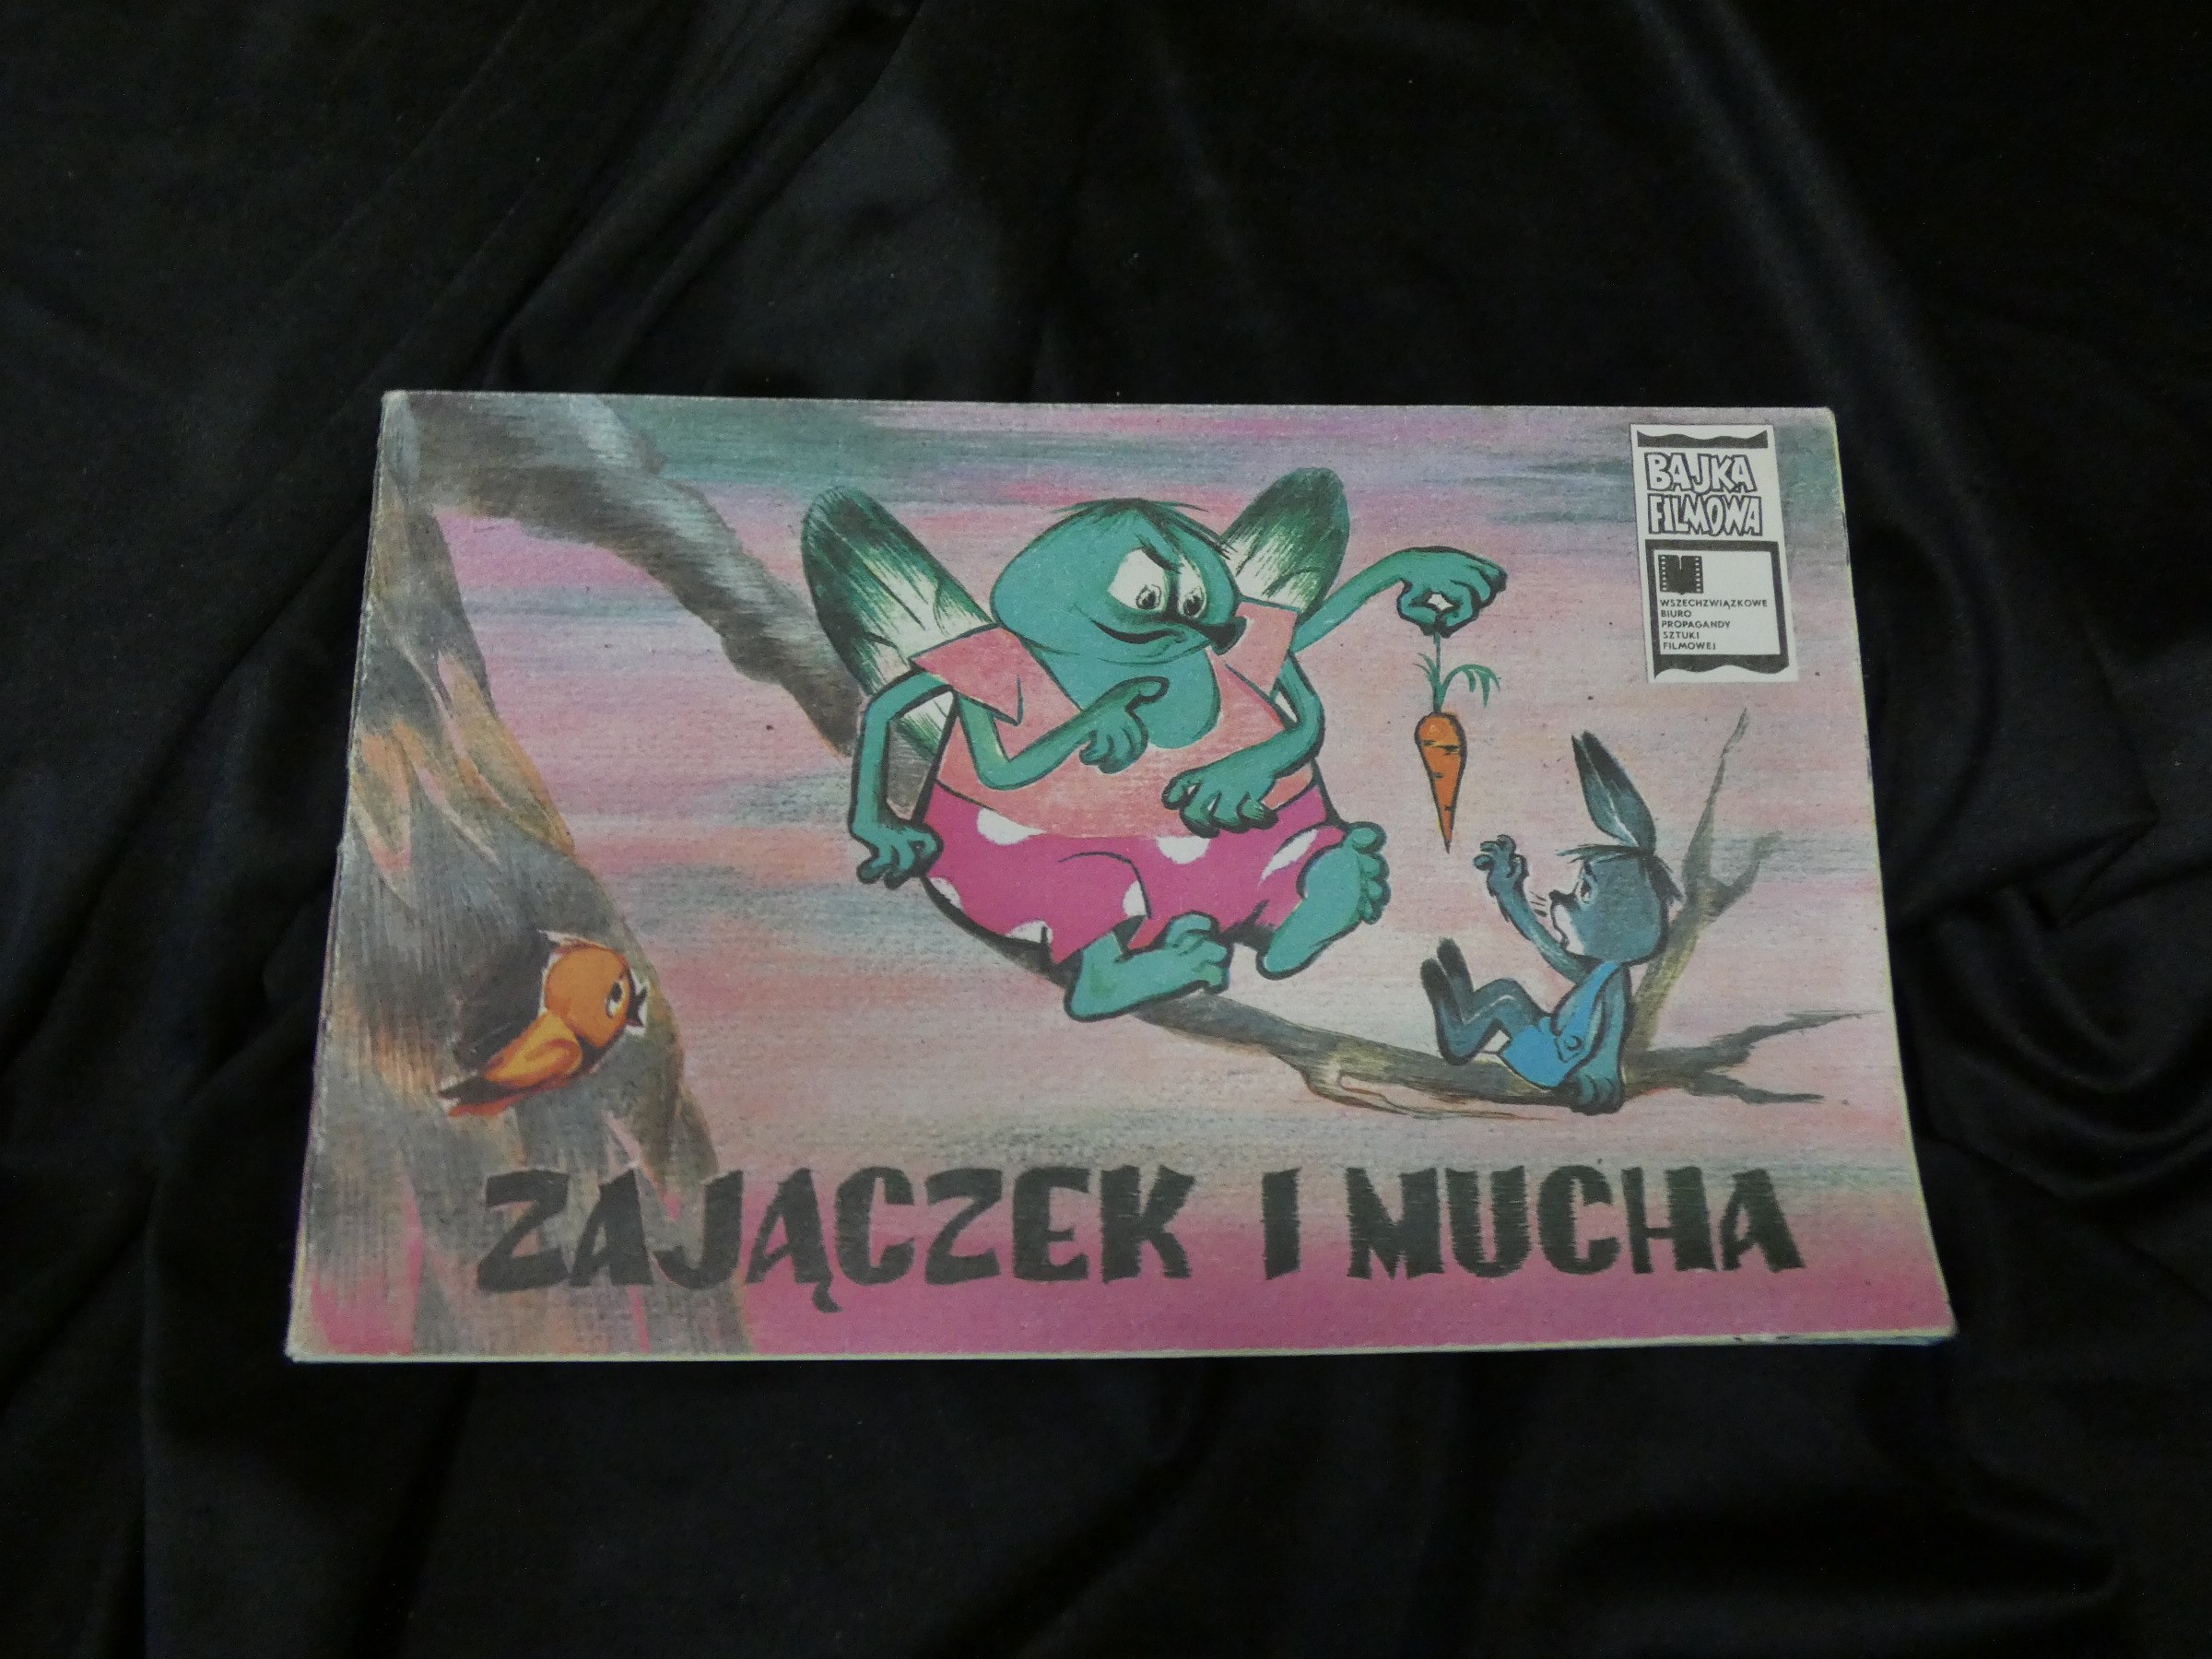 BAJKA
FILMOWA
WSZECHZWIĄZKOWE
BIURO
PROPAGANDY
SZTUKI
FILMOWEJ
ZAJĄCZEK I MUCHA